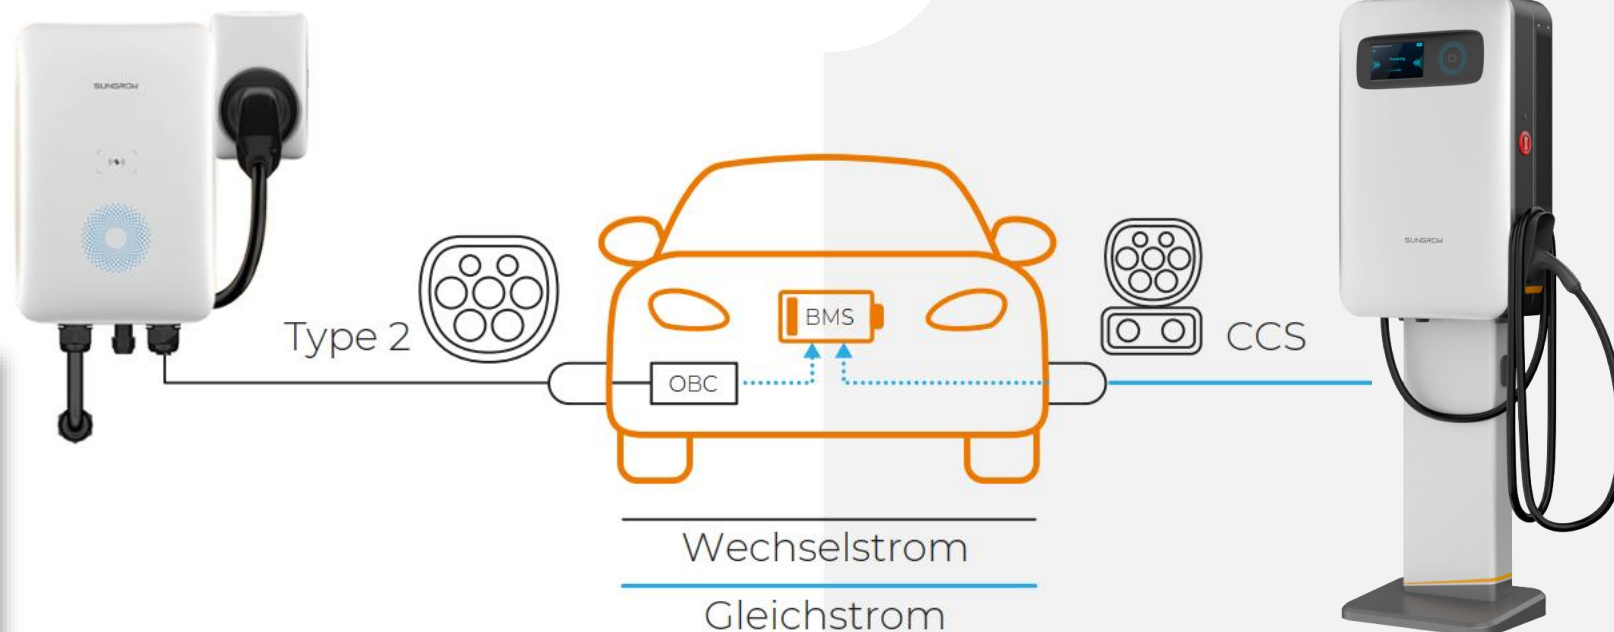 SUNGROW
Type 2
BMS
OBC
CCS
SUNGROW
Wechselstrom
Gleichstrom